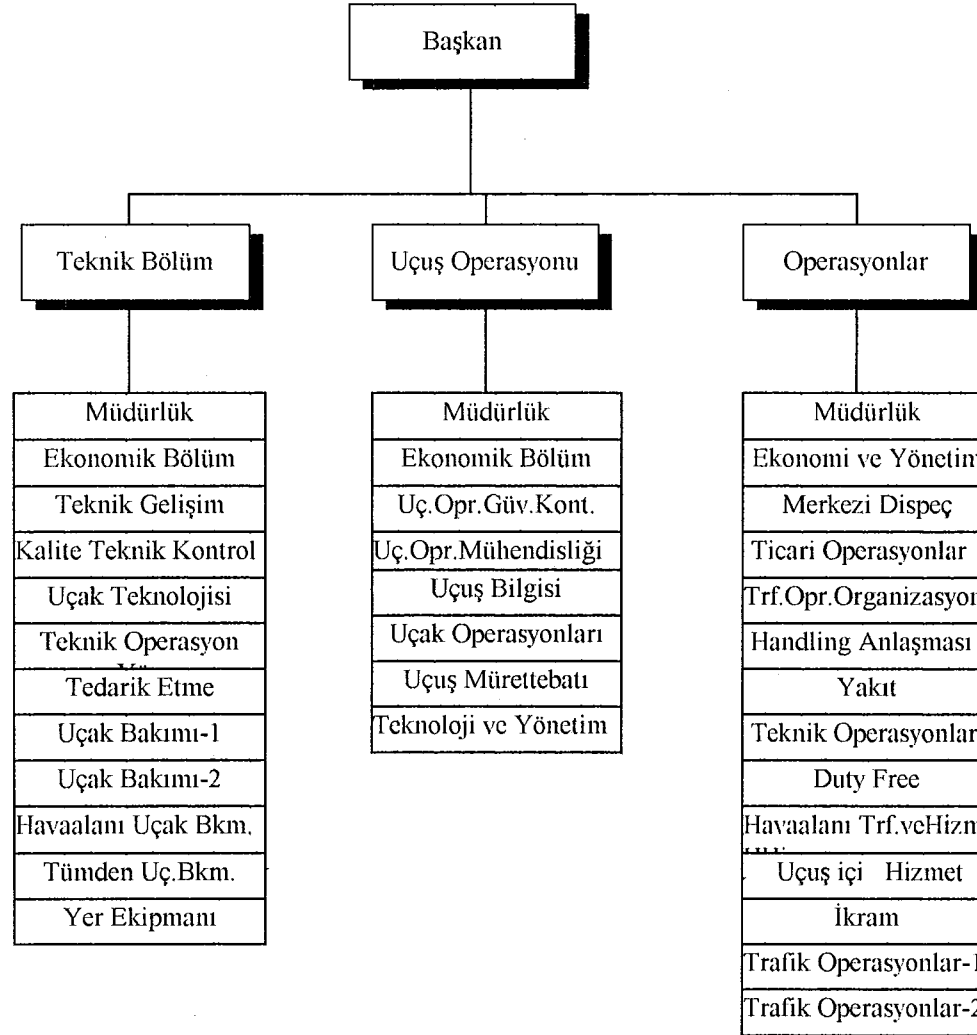 Başkan
Teknik Bölüm
Uçuş Operasyonu
Operasyonlar
Müdürlük
Ekonomik Bölüm
Teknik Gelişim
Kalite Teknik Kontrol
Uçak Teknolojisi
Teknik Operasyon
Tedarik Etme
Uçak Bakımı-1
Uçak Bakımı-2
Havaalanı Uçak Bkm.
Tümden Uç.Bkm.
Yer Ekipmanı
Müdürlük
Ekonomik Bölüm
Uç.Opr.Güv.Kont.
Uç.Opr.Mühendisliği
Uçuş Bilgisi
Uçak Operasyonları
Uçuş Mürettebatı
Teknoloji ve Yönetim
Müdürlük
Ekonomi ve Yönetim
Merkezi Dispeç
Ticari Operasyonlar
Trf.Opr.Organizasyon
Handling Anlaşması
Yakıt
Teknik Operasyonlar
Duty Free
Havaalanı Trf.veHizm
Uçuş içi Hizmet
İkram
Trafik Operasyonlar-1
Trafik Operasyonlar-2